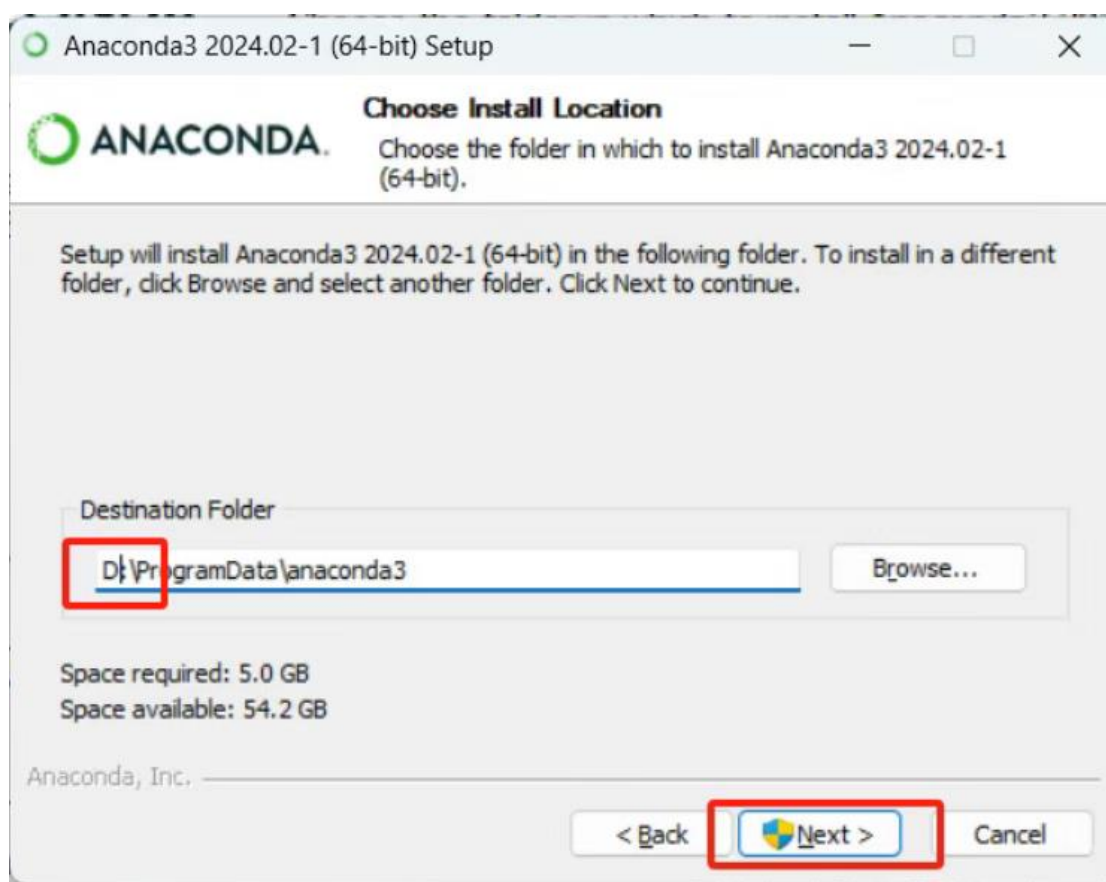 Anaconda3 2024.02-1 (64-bit) Setup
ANACONDA.
Choose Install Location
Choose the folder in which to install Anaconda3 2024.02-1
(64-bit).
Setup will install Anaconda3 2024.02-1 (64-bit) in the following folder. To install in a different
folder, click Browse and select another folder. Click Next to continue.
Destination Folder
D:\ProgramData\anaconda3
Browse...
Space required: 5.0 GB
Space available: 54.2 GB
Anaconda, Inc.
< Back
Next >
Cancel